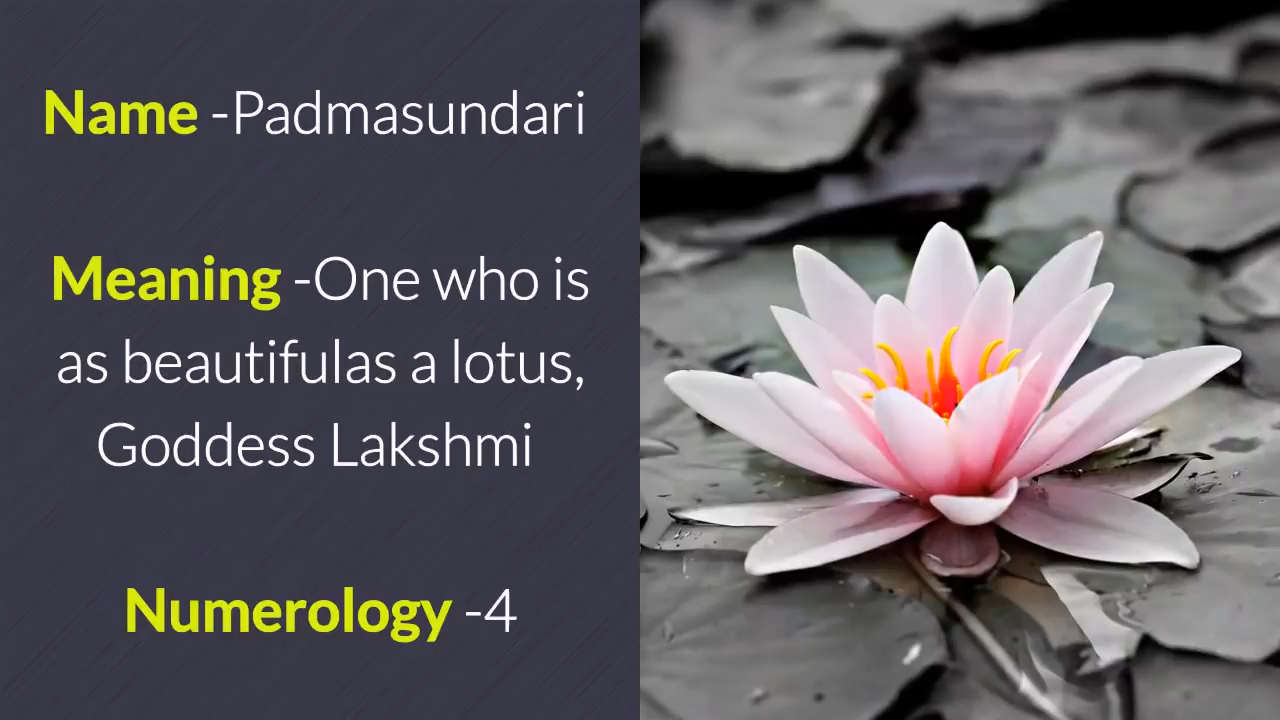 Name -Padmasundari
Meaning -One who is
as beautifulas a lotus,
Goddess Lakshmi
Numerology -4